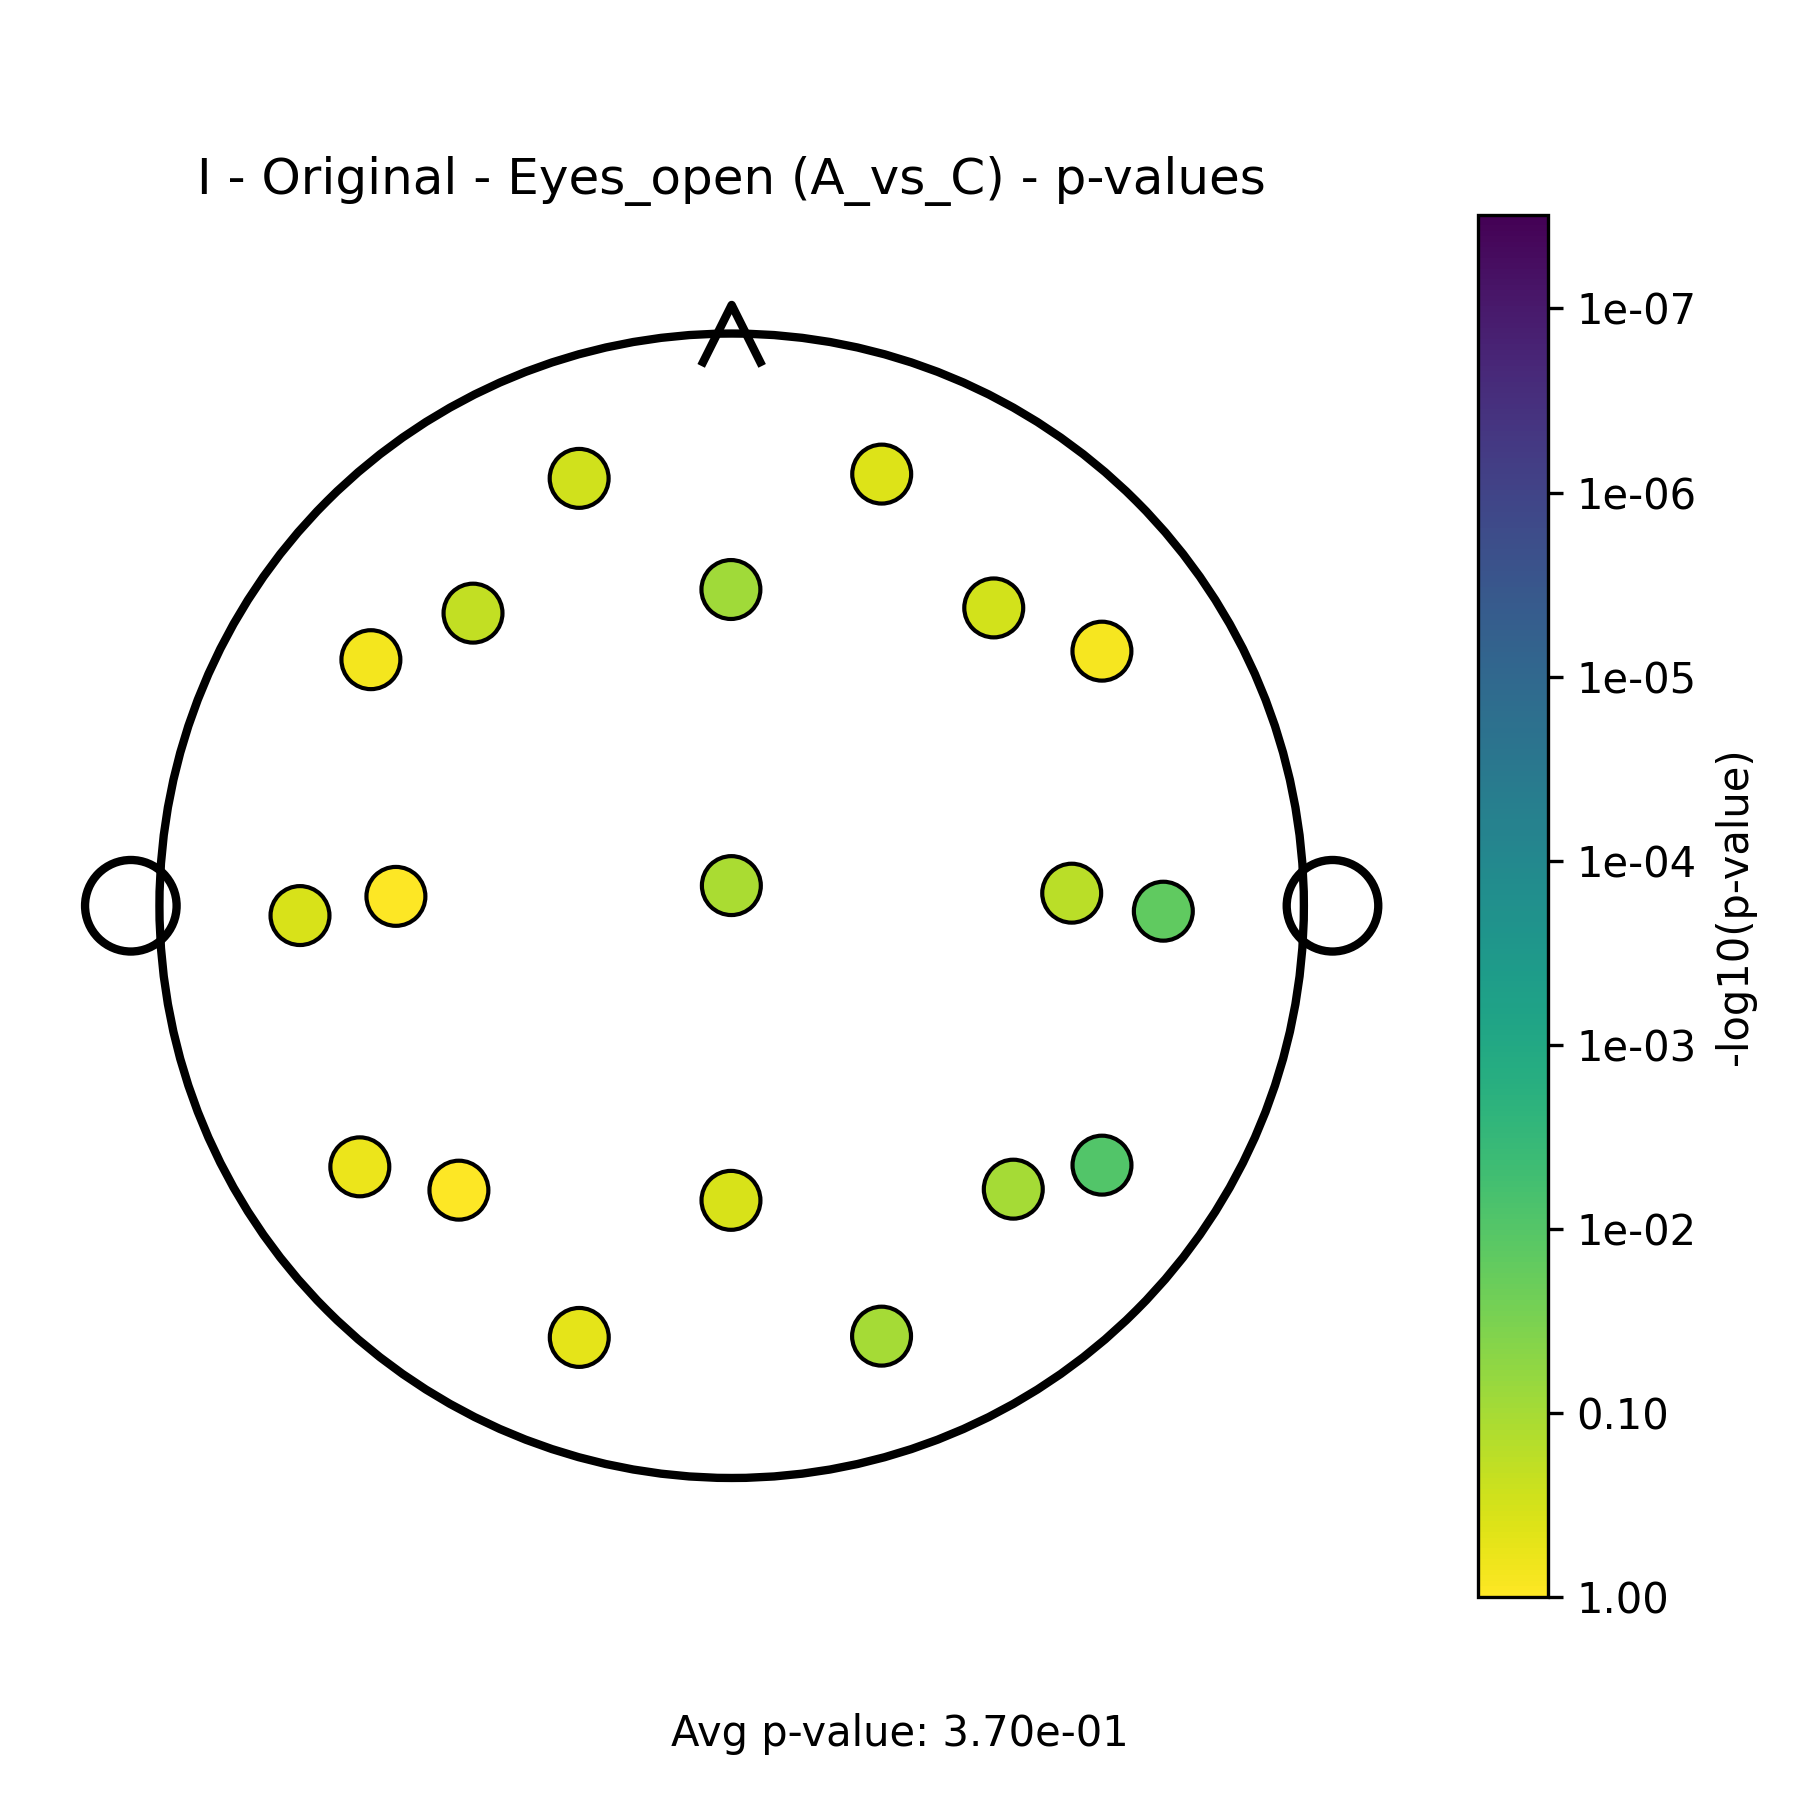 I - Original - Eyes_open (A_vs_C) - p-values
1e-07
1e-06
1e-05
1e-04
1e-03
1e-02
0.10
1.00
-log10(p-value)
Avg p-value: 3.70e-01